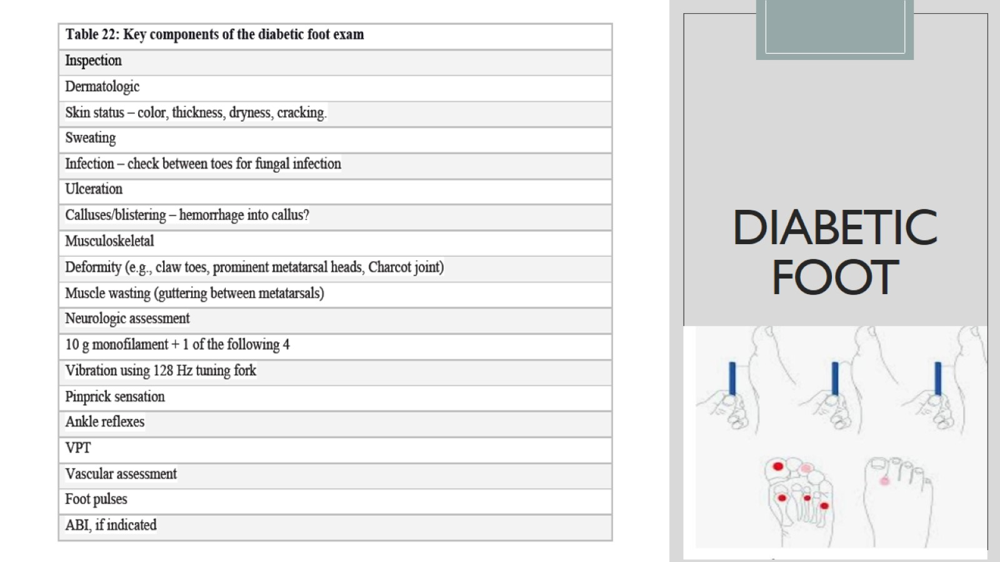 Table 22: Key components of the diabetic foot exam
Inspection
Dermatologic
Skin status – color, thickness, dryness, cracking.
Sweating
Infection – check between toes for fungal infection
Ulceration
Calluses/blistering – hemorrhage into callus?
Musculoskeletal
Deformity (e.g., claw toes, prominent metatarsal heads, Charcot joint)
Muscle wasting (guttering between metatarsals)
Neurologic assessment
10 g monofilament + 1 of the following 4
Vibration using 128 Hz tuning fork
Pinprick sensation
Ankle reflexes
VPT
Vascular assessment
Foot pulses
ABI, if indicated
DIABETIC
FOOT